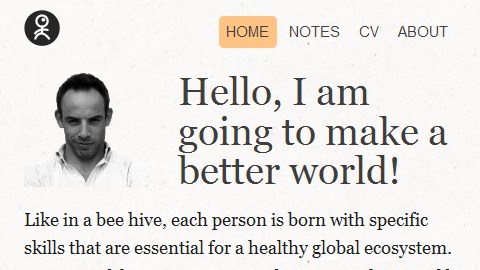 HOME NOTES CV ABOUT
Hello, I am
going to make a
better world!
Like in a bee hive, each person is born with specific
skills that are essential for a healthy global ecosystem.